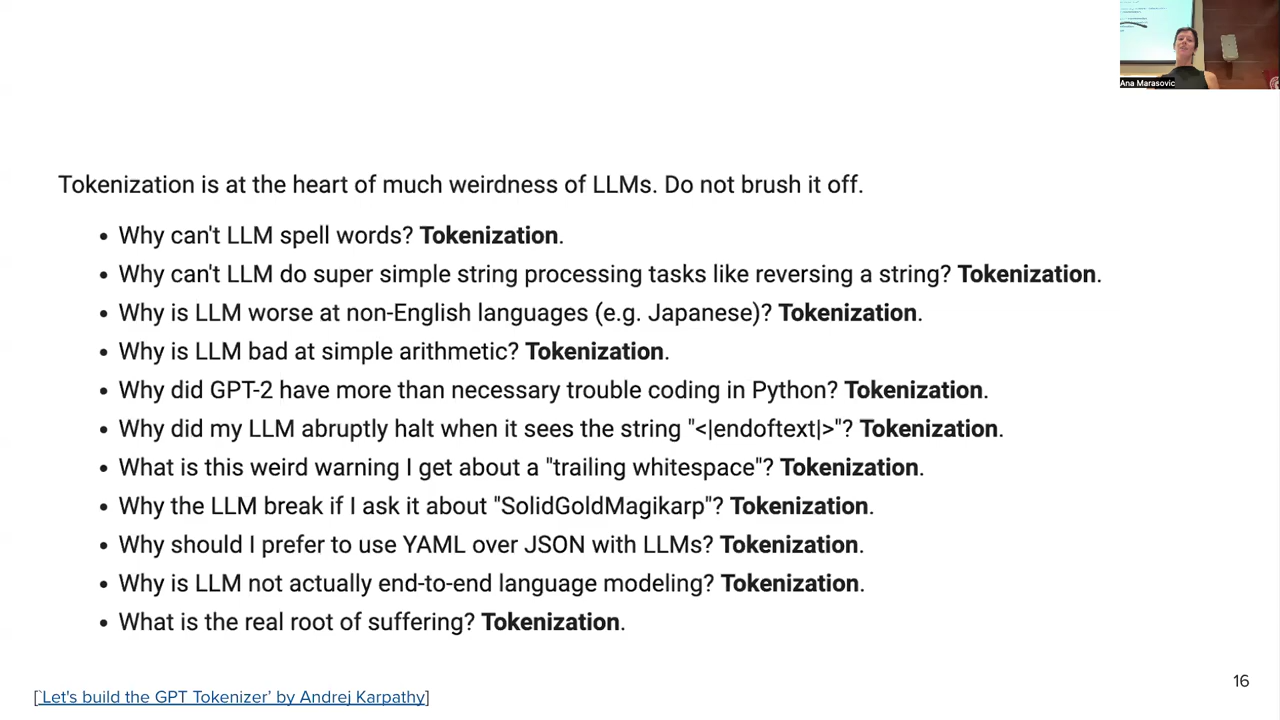 Ana Marasovic
Tokenization is at the heart of much weirdness of LLMs. Do not brush it off.
• Why can't LLM spell words? Tokenization.
• Why can't LLM do super simple string processing tasks like reversing a string? Tokenization.
• Why is LLM worse at non-English languages (e.g. Japanese)? Tokenization.
• Why is LLM bad at simple arithmetic? Tokenization.
• Why did GPT-2 have more than necessary trouble coding in Python? Tokenization.
• Why did my LLM abruptly halt when it sees the string "<|endoftext|>"? Tokenization.
• What is this weird warning I get about a "trailing whitespace"? Tokenization.
• Why the LLM break if I ask it about "SolidGoldMagikarp"? Tokenization.
• Why should I prefer to use YAML over JSON with LLMs? Tokenization.
• Why is LLM not actually end-to-end language modeling? Tokenization.
• What is the real root of suffering? Tokenization.
16
[`Let's build the GPT Tokenizer' by Andrej Karpathy]